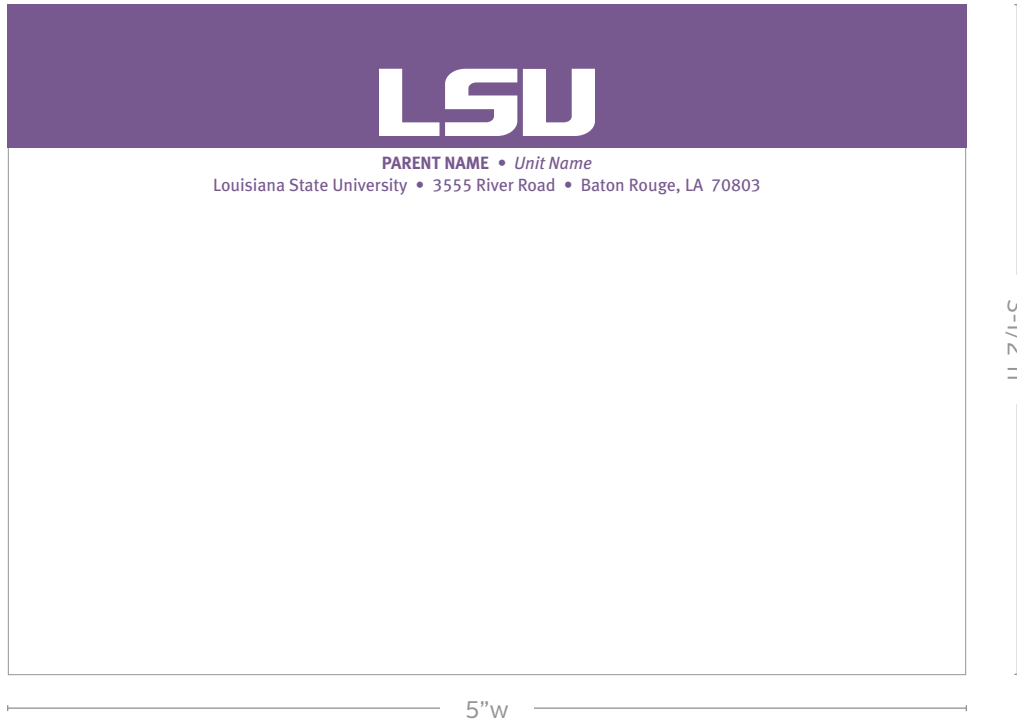 LSU
PARENT NAME • Unit Name
Louisiana State University • 3555 River Road • Baton Rouge, LA 70803
5”w